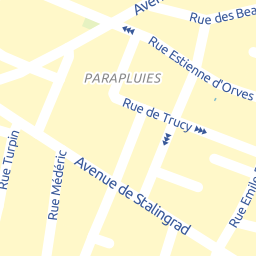 Aven
Rue des Bea
Rue Estienne d'Orves
PARAPLUIES
Rue de Trucy
Rue Turpin
Rue Médéric
Avenue de Stalingrad
Rue Emile